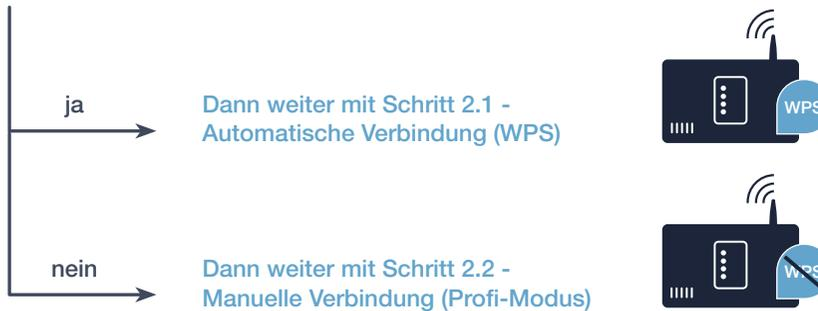 ja
Dann weiter mit Schritt 2.1 -
Automatische Verbindung (WPS)
WPS
nein
Dann weiter mit Schritt 2.2 -
Manuelle Verbindung (Profi-Modus)
WPS